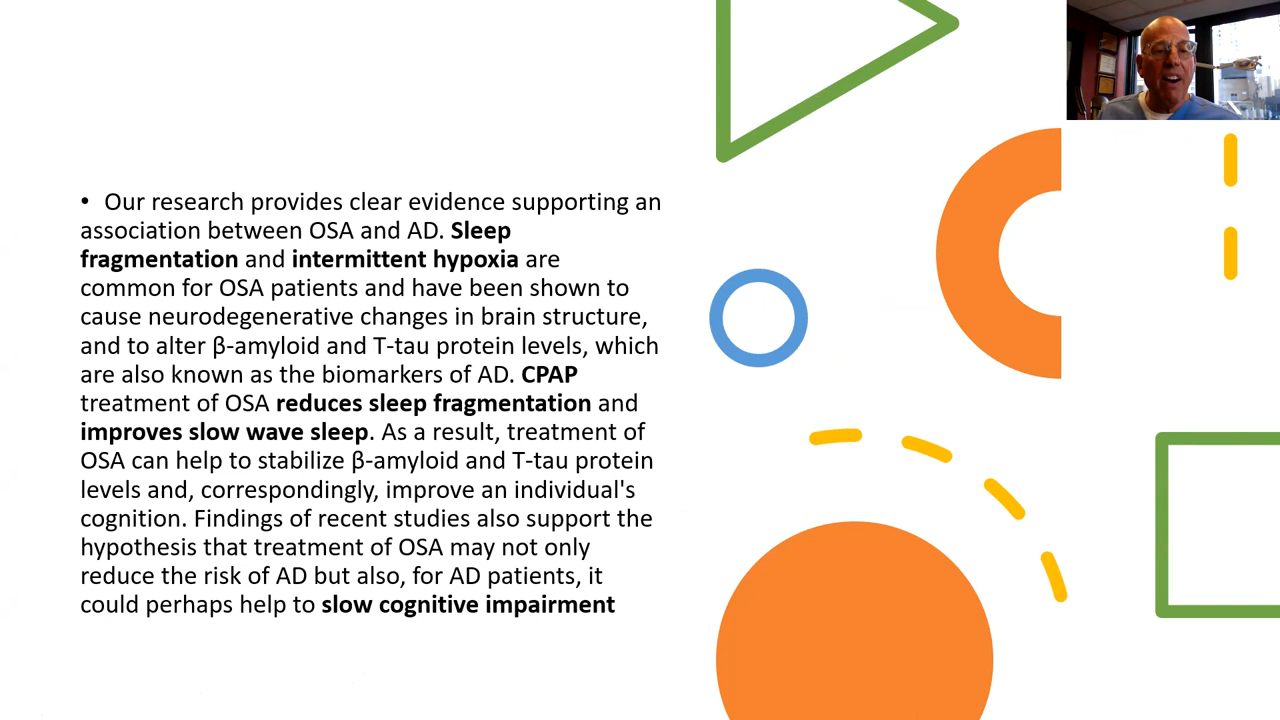 • Our research provides clear evidence supporting an
association between OSA and AD. Sleep
fragmentation and intermittent hypoxia are
common for OSA patients and have been shown to
cause neurodegenerative changes in brain structure,
and to alter β-amyloid and T-tau protein levels, which
are also known as the biomarkers of AD. CPAP
treatment of OSA reduces sleep fragmentation and
improves slow wave sleep. As a result, treatment of
OSA can help to stabilize β-amyloid and T-tau protein
levels and, correspondingly, improve an individual's
cognition. Findings of recent studies also support the
hypothesis that treatment of OSA may not only
reduce the risk of AD but also, for AD patients, it
could perhaps help to slow cognitive impairment